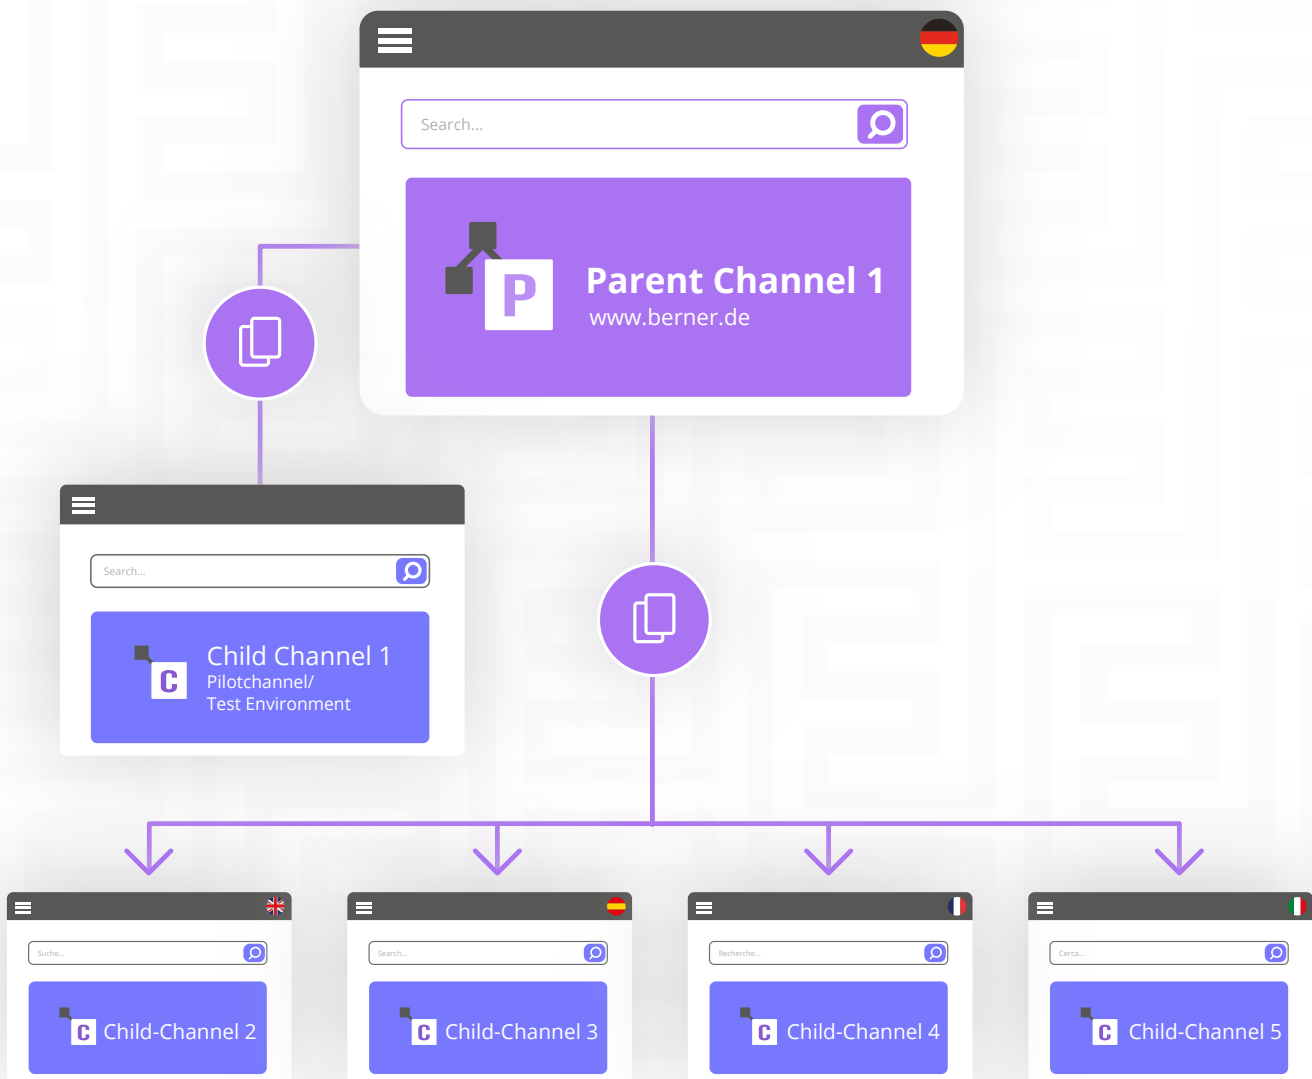 Search...
P
Parent Channel 1
www.berner.de
Search...
C
Child Channel 1
Pilotchannel/
Test Environment
Suche...
C
Child-Channel 2
Search...
C
Child-Channel 3
Recherche...
C
Child-Channel 4
Cerca...
C
Child-Channel 5